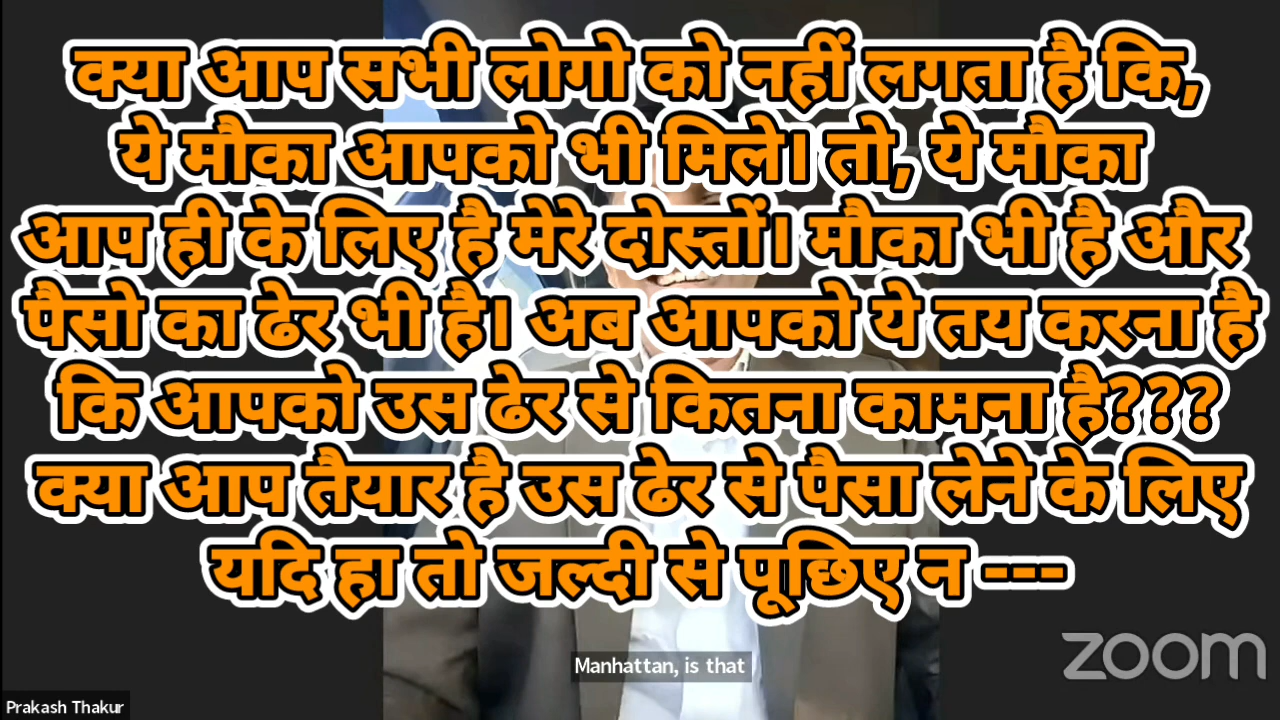 क्या आप सभी लोगो को नहीं लगता है कि,
ये मौका आपको भी मिले। तो, ये मौका
आप ही के लिए है मेरे दोस्तों। मौका भी है और
पैसो का ढेर भी है। अब आपको ये तय करना है
कि आपको उस ढेर से कितना कामना है???
क्या आप तैयार है उस ढेर से पैसा लेने के लिए
यदि हा तो जल्दी से पूछिए न ---
zoom
Manhattan, is that
Prakash Thakur